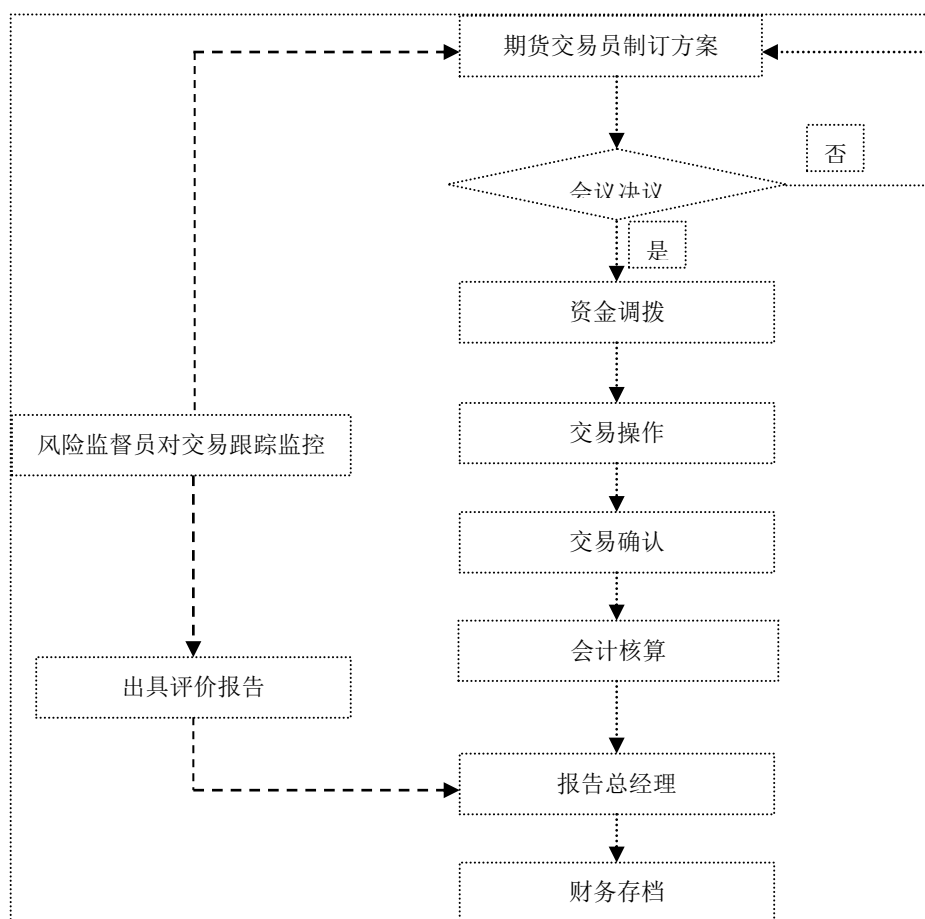 期货交易员制订方案
否
会议决议
是
资金调拨
交易操作
风险监督员对交易跟踪监控
交易确认
会计核算
出具评价报告
报告总经理
财务存档